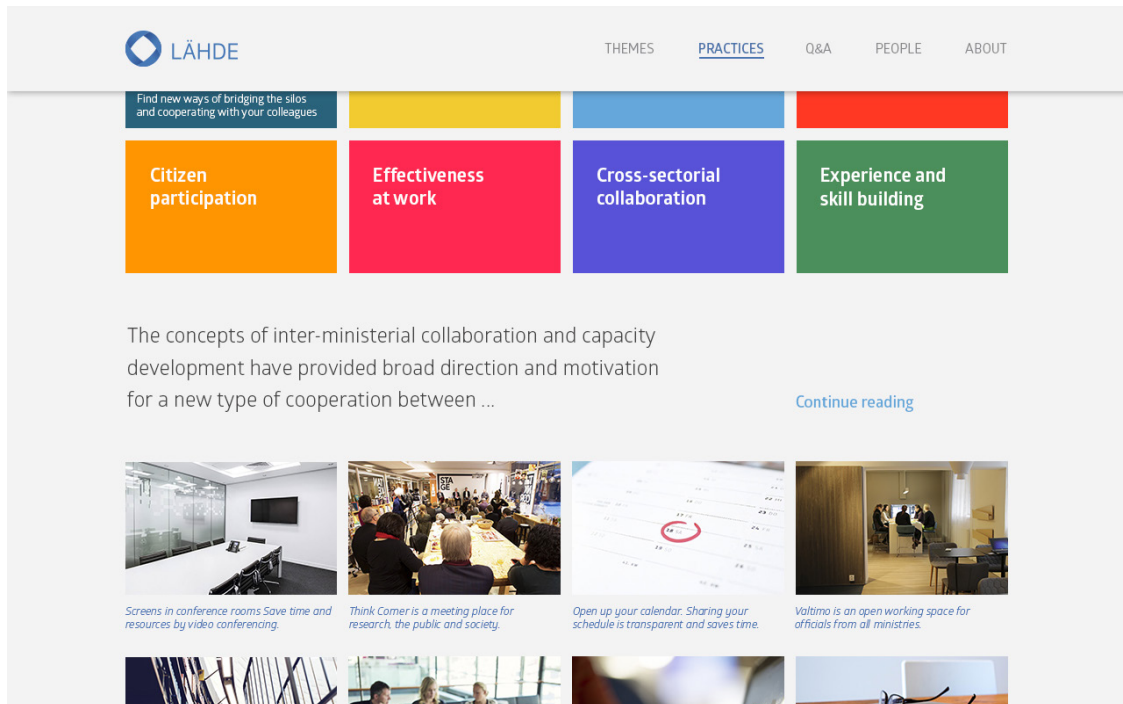 LÄHDE
THEMES
PRACTICES
Q&A
PEOPLE
ABOUT
Find new ways of bridging the silos
and cooperating with your colleagues
Citizen
participation
Effectiveness
at work
Cross-sectorial
collaboration
Experience and
skill building
The concepts of inter-ministerial collaboration and capacity
development have provided broad direction and motivation
for a new type of cooperation between ...
Continue reading
STA
GE
Screens in conference rooms Save time and
resources by video conferencing.
Think Corner is a meeting place for
research, the public and society.
Open up your calendar. Sharing your
schedule is transparent and saves time.
Valtimo is an open working space for
officials from all ministries.